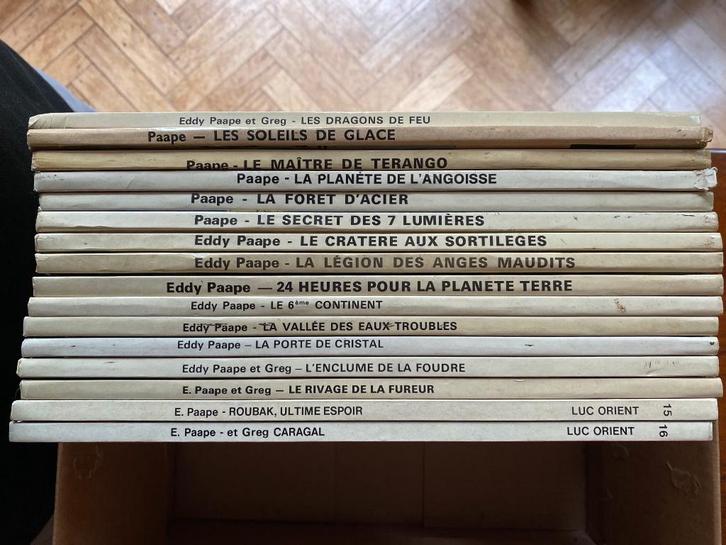 Eddy Paape et Greg - LES DRAGONS DE FEU
Paape — LES SOLEILS DE GLACE
Paape - LE MAÎTRE DE TERANGO
Paape - LA PLANÈTE DE L'ANGOISSE
Paape - LA FORET D'ACIER
Paape - LE SECRET DES 7 LUMIÈRES
Eddy Paape - LE CRATERE AUX SORTILEGES
Eddy Paape - LA LÉGION DES ANGES MAUDITS
Eddy Paape — 24 HEURES POUR LA PLANETE TERRE
Eddy Paape - LE 6ème CONTINENT
Eddy Paape - LA VALLÉE DES EAUX TROUBLES
Eddy Paape - LA PORTE DE CRISTAL
Eddy Paape et Greg - L'ENCLUME DE LA FOUDRE
E. Paape et Greg - LE RIVAGE DE LA FUREUR
E. Paape - ROUBAK, ULTIME ESPOIR LUC ORIENT 15
E. Paape - et Greg CARAGAL LUC ORIENT 16